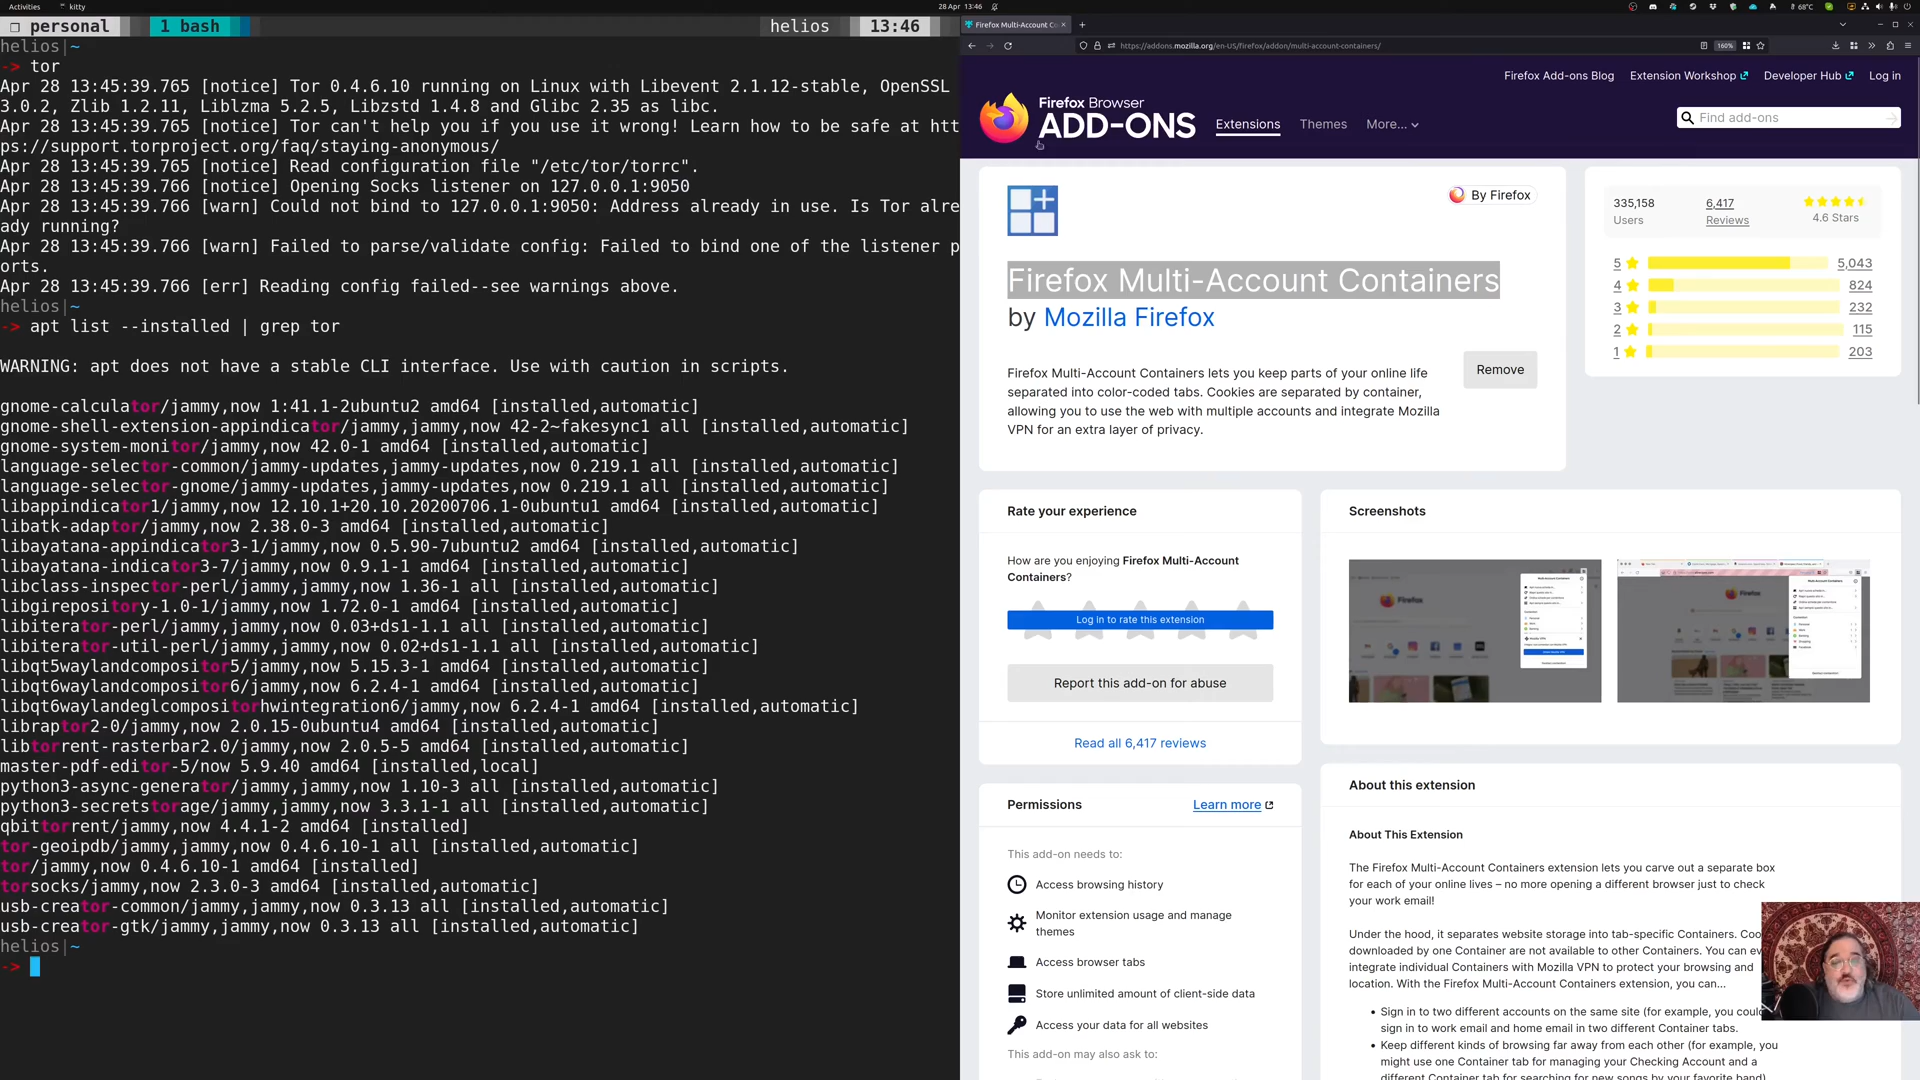 Activities
kitty
28 Apr 13:46
68°C
personal
1 bash
helios
13:46
helios|~
-> tor
Apr 28 13:45:39.765 [notice] Tor 0.4.6.10 running on Linux with Libevent 2.1.12-stable, OpenSSL
3.0.2, Zlib 1.2.11, Liblzma 5.2.5, Libzstd 1.4.8 and Glibc 2.35 as libc.
Apr 28 13:45:39.765 [notice] Tor can't help you if you use it wrong! Learn how to be safe at htt
ps://support.torproject.org/faq/staying-anonymous/
Apr 28 13:45:39.765 [notice] Read configuration file "/etc/tor/torrc".
Apr 28 13:45:39.766 [notice] Opening Socks listener on 127.0.0.1:9050
Apr 28 13:45:39.766 [warn] Could not bind to 127.0.0.1:9050: Address already in use. Is Tor alre
ady running?
Apr 28 13:45:39.766 [warn] Failed to parse/validate config: Failed to bind one of the listener p
orts.
Apr 28 13:45:39.766 [err] Reading config failed--see warnings above.
helios|~
-> apt list --installed | grep tor
WARNING: apt does not have a stable CLI interface. Use with caution in scripts.
gnome-calculator/jammy,now 1:41.1-2ubuntu2 amd64 [installed,automatic]
gnome-shell-extension-appindicator/jammy,jammy,now 42-2~fakesync1 all [installed,automatic]
gnome-system-monitor/jammy,now 42.0-1 amd64 [installed,automatic]
language-selector-common/jammy-updates,jammy-updates,now 0.219.1 all [installed,automatic]
language-selector-gnome/jammy-updates,jammy-updates,now 0.219.1 all [installed,automatic]
libappindicator1/jammy,now 12.10.1+20.10.20200706.1-0ubuntu1 amd64 [installed,automatic]
libatk-adaptor/jammy,now 2.38.0-3 amd64 [installed,automatic]
libayatana-appindicator3-1/jammy,now 0.5.90-7ubuntu2 amd64 [installed,automatic]
libayatana-indicator3-7/jammy,now 0.9.1-1 amd64 [installed,automatic]
libclass-inspector-perl/jammy,jammy,now 1.36-1 all [installed,automatic]
libgirepository-1.0-1/jammy,now 1.72.0-1 amd64 [installed,automatic]
libiterator-perl/jammy,jammy,now 0.03+ds1-1.1 all [installed,automatic]
libiterator-util-perl/jammy,jammy,now 0.02+ds1-1.1 all [installed,automatic]
libqt5waylandcompositor5/jammy,now 5.15.3-1 amd64 [installed,automatic]
libqt6waylandcompositor6/jammy,now 6.2.4-1 amd64 [installed,automatic]
libqt6waylandeglcompositorhwintegration6/jammy,now 6.2.4-1 amd64 [installed,automatic]
libraptor2-0/jammy,now 2.0.15-0ubuntu4 amd64 [installed,automatic]
libtorrent-rasterbar2.0/jammy,now 2.0.5-5 amd64 [installed,automatic]
master-pdf-editor-5/now 5.9.40 amd64 [installed,local]
python3-async-generator/jammy,jammy,now 1.10-3 all [installed,automatic]
python3-secretstorage/jammy,jammy,now 3.3.1-1 all [installed,automatic]
qbittorrent/jammy,now 4.4.1-2 amd64 [installed]
tor-geoipdb/jammy,jammy,now 0.4.6.10-1 all [installed,automatic]
tor/jammy,now 0.4.6.10-1 amd64 [installed]
torsocks/jammy,now 2.3.0-3 amd64 [installed,automatic]
usb-creator-common/jammy,now 0.3.13 all [installed,automatic]
usb-creator-gtk/jammy,jammy,now 0.3.13 all [installed,automatic]
helios|~
->
Firefox Multi-Account Co
https://addons.mozilla.org/en-US/firefox/addon/multi-account-containers/
160%
Firefox Add-ons Blog
Extension Workshop
Developer Hub
Log in
Firefox Browser
ADD-ONS
Extensions
Themes
More...
Find add-ons
By Firefox
Firefox Multi-Account Containers
by Mozilla Firefox
Firefox Multi-Account Containers lets you keep parts of your online life
separated into color-coded tabs. Cookies are separated by container,
allowing you to use the web with multiple accounts and integrate Mozilla
VPN for an extra layer of privacy.
Remove
335,158
Users
6,417
Reviews
4.6 Stars
5 5,043
4 824
3 232
2 115
1 203
Rate your experience
How are you enjoying Firefox Multi-Account
Containers?
Log in to rate this extension
Report this add-on for abuse
Read all 6,417 reviews
Permissions
Learn more
This add-on needs to:
Access browsing history
Monitor extension usage and manage
themes
Access browser tabs
Store unlimited amount of client-side data
Access your data for all websites
This add-on may also ask to:
Screenshots
About this extension
About This Extension
The Firefox Multi-Account Containers extension lets you carve out a separate box
for each of your online lives – no more opening a different browser just to check
your work email!
Under the hood, it separates website storage into tab-specific Containers. Coo
downloaded by one Container are not available to other Containers. You can ev
integrate individual Containers with Mozilla VPN to protect your browsing and
location. With the Firefox Multi-Account Containers extension, you can...
• Sign in to two different accounts on the same site (for example, you could
sign in to work email and home email in two different Container tabs.
• Keep different kinds of browsing far away from each other (for example, you
might use one Container tab for managing your Checking Account and a
different Container tab for searching for new songs by your favorite band)